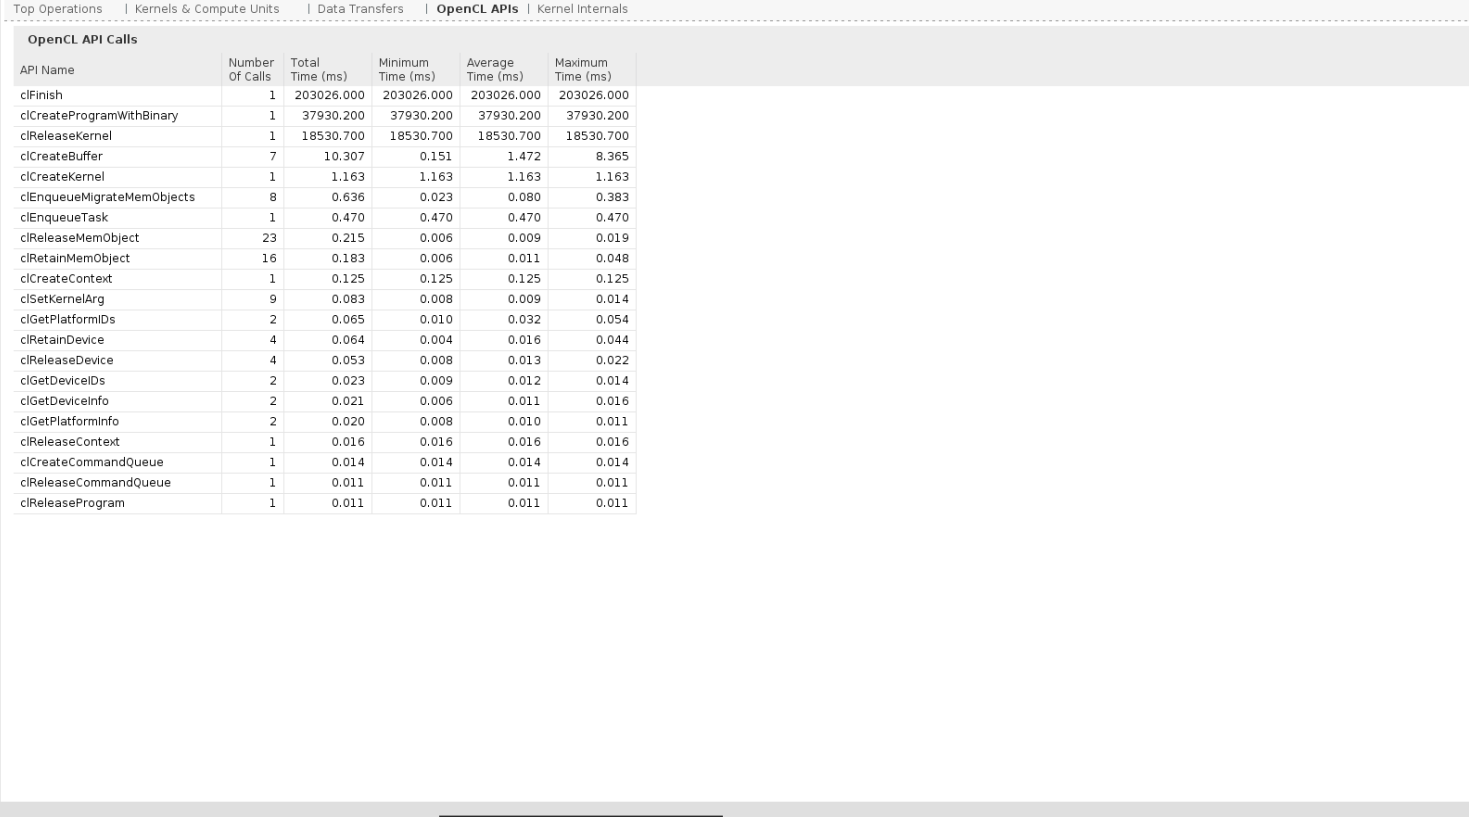 Top Operations | Kernels & Compute Units | Data Transfers | OpenCL APIs | Kernel Internals
OpenCL API Calls
API Name Number Of Calls Total Time (ms) Minimum Time (ms) Average Time (ms) Maximum Time (ms)
clFinish 1 203026.000 203026.000 203026.000 203026.000
clCreateProgramWithBinary 1 37930.200 37930.200 37930.200 37930.200
clReleaseKernel 1 18530.700 18530.700 18530.700 18530.700
clCreateBuffer 7 10.307 0.151 1.472 8.365
clCreateKernel 1 1.163 1.163 1.163 1.163
clEnqueueMigrateMemObjects 8 0.636 0.023 0.080 0.383
clEnqueueTask 1 0.470 0.470 0.470 0.470
clReleaseMemObject 23 0.215 0.006 0.009 0.019
clRetainMemObject 16 0.183 0.006 0.011 0.048
clCreateContext 1 0.125 0.125 0.125 0.125
clSetKernelArg 9 0.083 0.008 0.009 0.014
clGetPlatformIDs 2 0.065 0.010 0.032 0.054
clRetainDevice 4 0.064 0.004 0.016 0.044
clReleaseDevice 4 0.053 0.008 0.013 0.022
clGetDeviceIDs 2 0.023 0.009 0.012 0.014
clGetDeviceInfo 2 0.021 0.006 0.011 0.016
clGetPlatformInfo 2 0.020 0.008 0.010 0.011
clReleaseContext 1 0.016 0.016 0.016 0.016
clCreateCommandQueue 1 0.014 0.014 0.014 0.014
clReleaseCommandQueue 1 0.011 0.011 0.011 0.011
clReleaseProgram 1 0.011 0.011 0.011 0.011